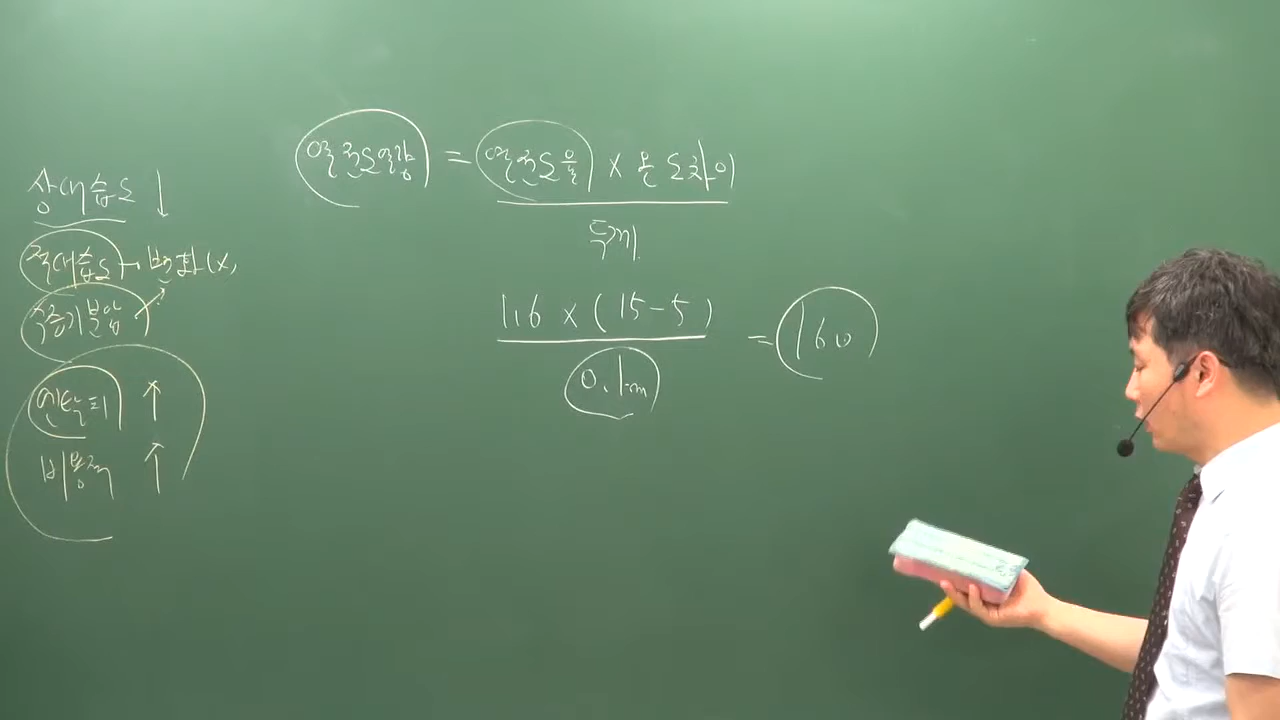 상대습도 ↓
절대습도 → 변화(x)
수증기분압
엔탈피 ↑
비용적 ↑
열전도열량 = 열전도율 × 온도차이
두께
1.6 × (15-5) = 160
0.1m